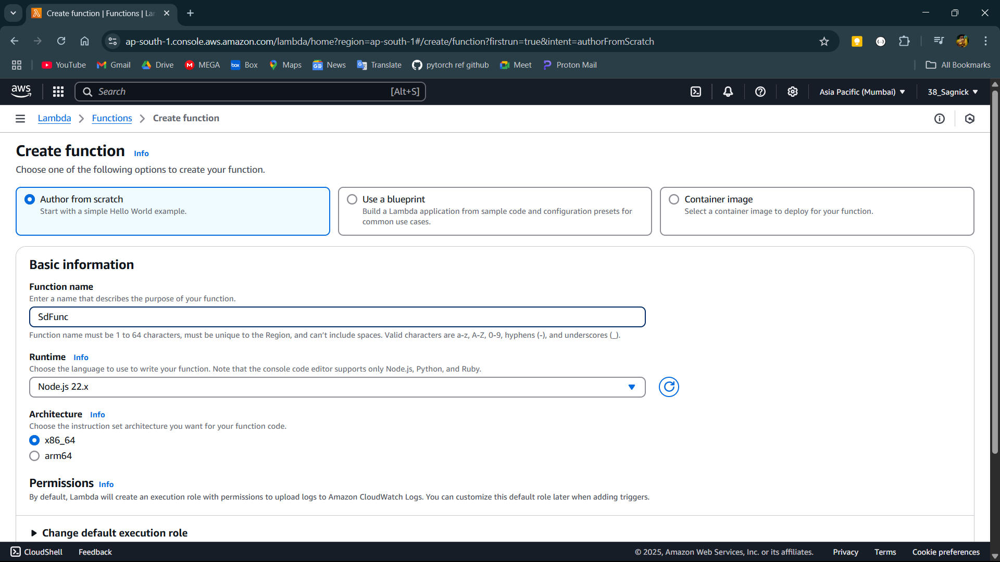 Create function | Functions | La
ap-south-1.console.aws.amazon.com/lambda/home?region=ap-south-1#/create/function?firstrun=true&intent=authorFromScratch
YouTube Gmail Drive MEGA Box Maps News Translate pytorch ref github Meet Proton Mail All Bookmarks
aws Search [Alt+S] Asia Pacific (Mumbai) 38_Sagnick
Lambda Functions Create function
Create function Info
Choose one of the following options to create your function.
Author from scratch
Start with a simple Hello World example.
Use a blueprint
Build a Lambda application from sample code and configuration presets for
common use cases.
Container image
Select a container image to deploy for your function.
Basic information
Function name
Enter a name that describes the purpose of your function.
SdFunc
Function name must be 1 to 64 characters, must be unique to the Region, and can't include spaces. Valid characters are a-z, A-Z, 0-9, hyphens (-), and underscores (_).
Runtime Info
Choose the language to use to write your function. Note that the console code editor supports only Node.js, Python, and Ruby.
Node.js 22.x
Architecture Info
Choose the instruction set architecture you want for your function code.
x86_64
arm64
Permissions Info
By default, Lambda will create an execution role with permissions to upload logs to Amazon CloudWatch Logs. You can customize this default role later when adding triggers.
Change default execution role
CloudShell Feedback © 2025, Amazon Web Services, Inc. or its affiliates. Privacy Terms Cookie preferences